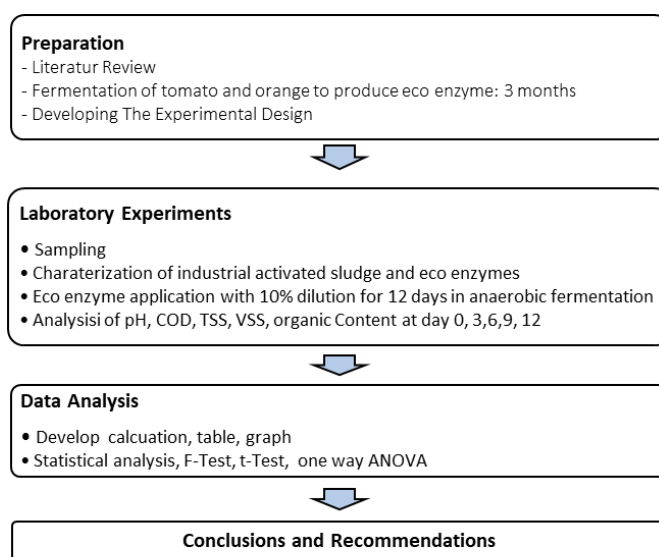 Preparation
- Literatur Review
- Fermentation of tomato and orange to produce eco enzyme: 3 months
- Developing The Experimental Design
Laboratory Experiments
• Sampling
• Charaterization of industrial activated sludge and eco enzymes
• Eco enzyme application with 10% dilution for 12 days in anaerobic fermentation
• Analysisi of pH, COD, TSS, VSS, organic Content at day 0, 3,6,9, 12
Data Analysis
• Develop calcuation, table, graph
• Statistical analysis, F-Test, t-Test, one way ANOVA
Conclusions and Recommendations